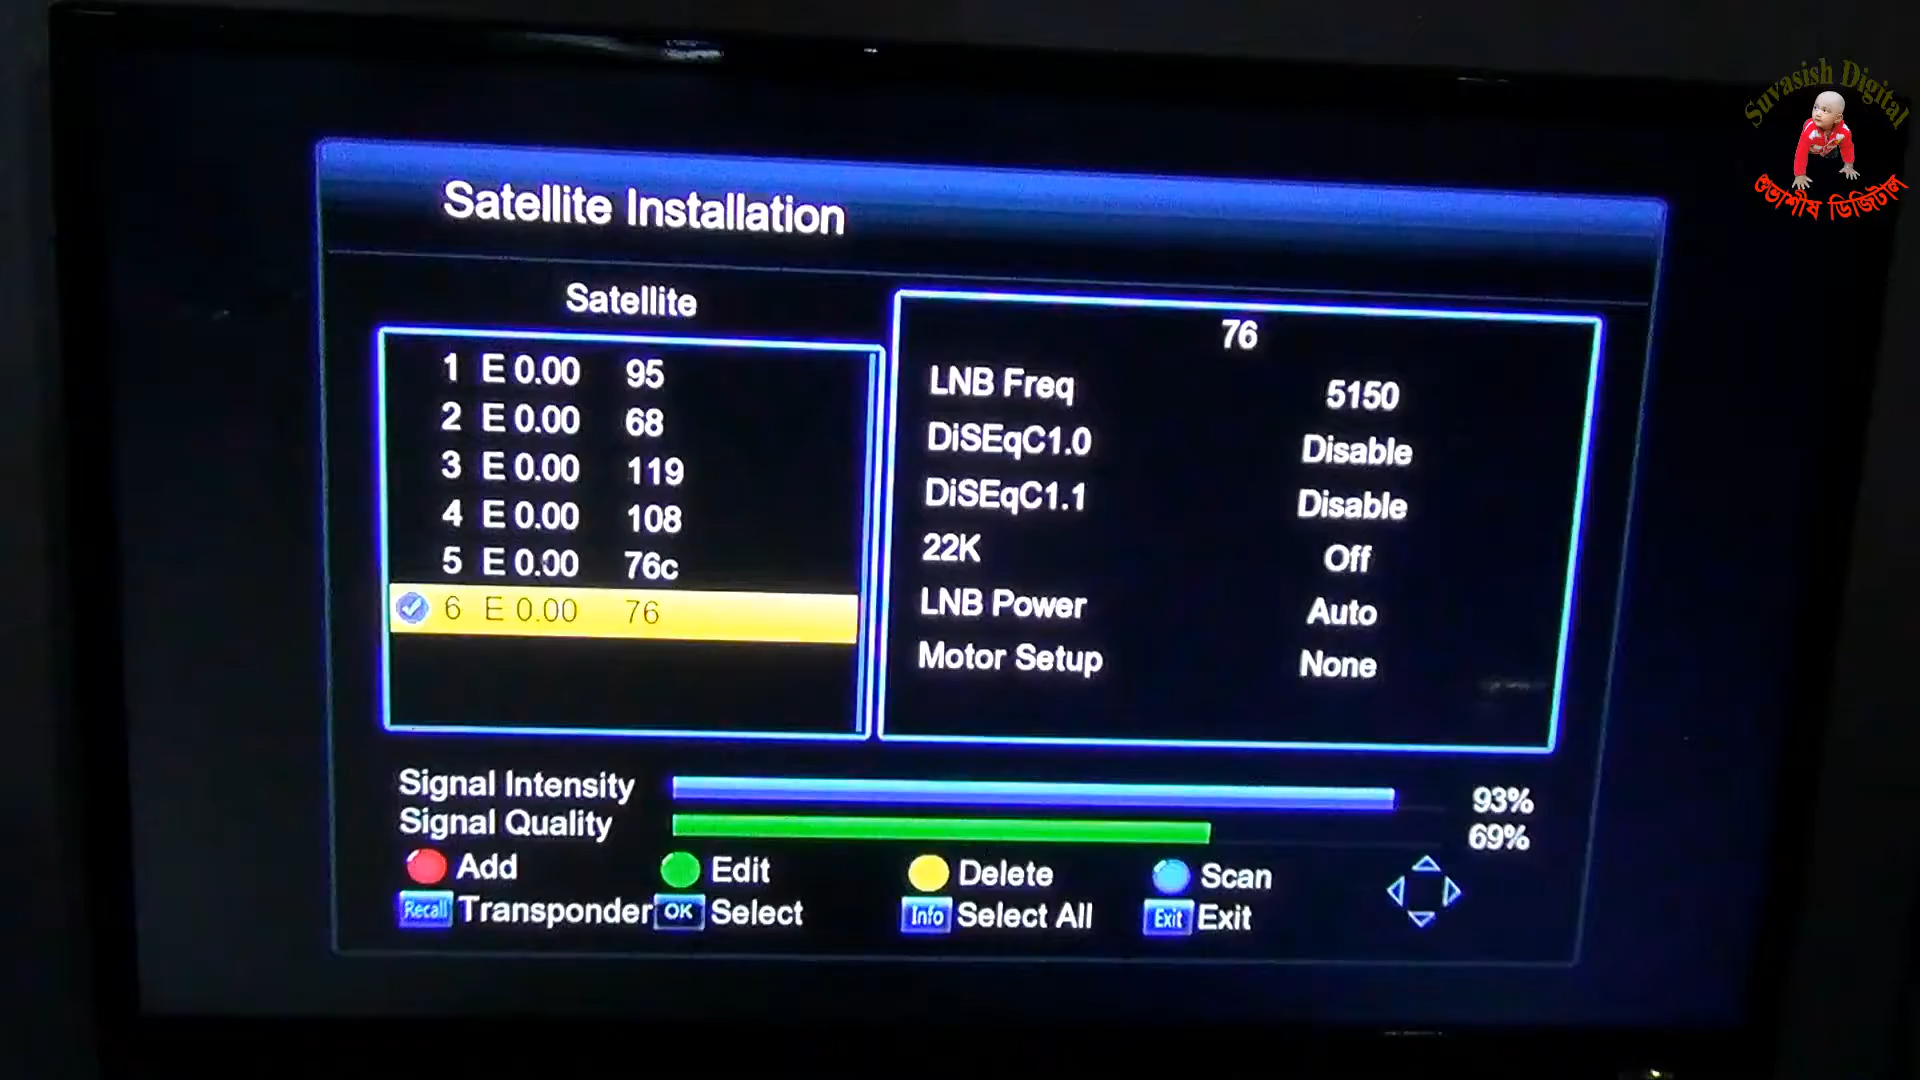 Suvasish Digital
শুভাশীষ ডিজিটাল
Satellite Installation
Satellite
1 E 0.00 95
2 E 0.00 68
3 E 0.00 119
4 E 0.00 108
5 E 0.00 76c
6 E 0.00 76
76
LNB Freq 5150
DiSEqC1.0 Disable
DiSEqC1.1 Disable
22K Off
LNB Power Auto
Motor Setup None
Signal Intensity 93%
Signal Quality 69%
Add Edit Delete Scan
Recall Transponder OK Select Info Select All Exit Exit